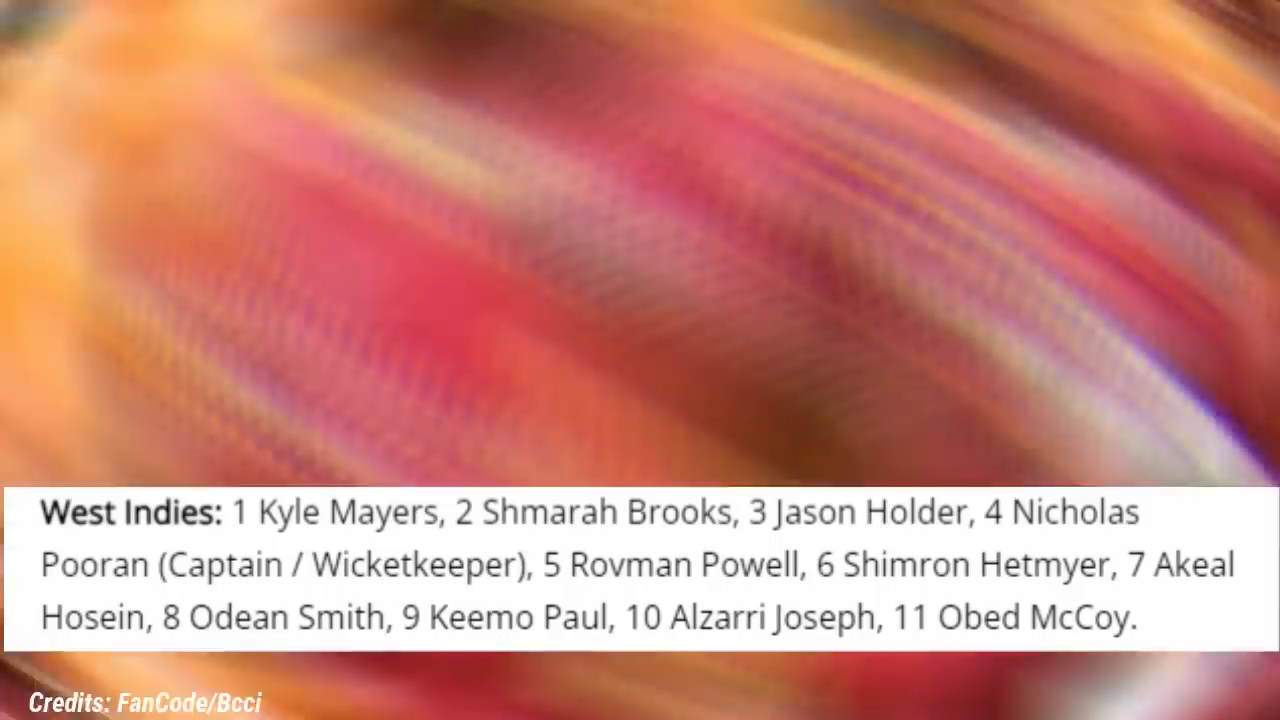 West Indies: 1 Kyle Mayers, 2 Shmarah Brooks, 3 Jason Holder, 4 Nicholas
Pooran (Captain / Wicketkeeper), 5 Rovman Powell, 6 Shimron Hetmyer, 7 Akeal
Hosein, 8 Odean Smith, 9 Keemo Paul, 10 Alzarri Joseph, 11 Obed McCoy.
Credits: FanCode/Bcci